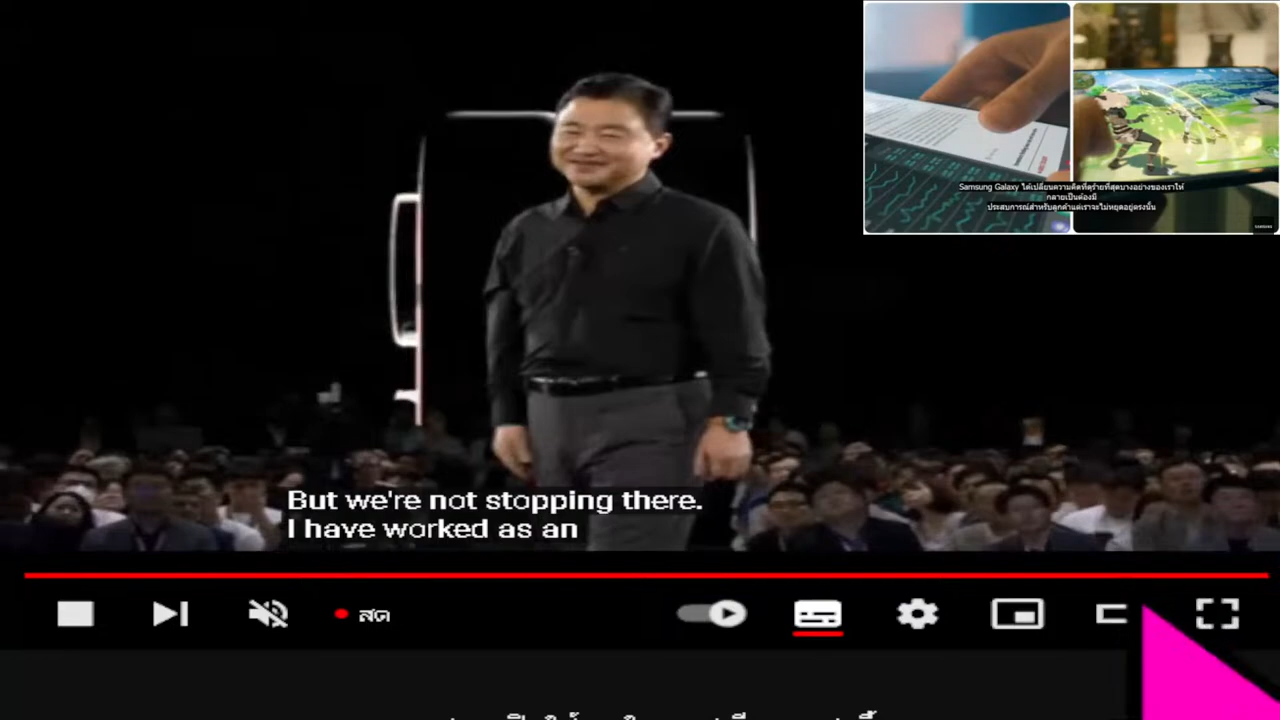 Samsung Galaxy ได้เปลี่ยนความคิดที่ดุร้ายที่สุดบางอย่างของเราให้
กลายเป็นต้องมี
ประสบการณ์สำหรับลูกค้าแต่เราจะไม่หยุดอยู่ตรงนั้น
SAMSUNG
But we're not stopping there.
I have worked as an
สด